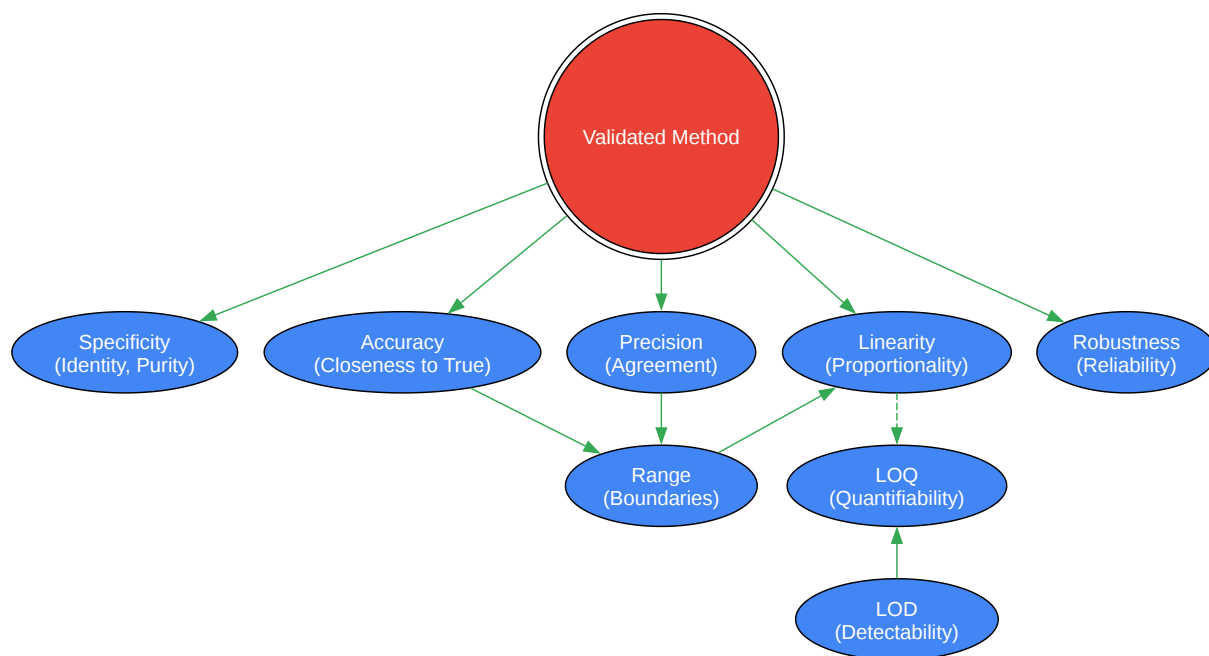 Validated Method
Specificity
(Identity, Purity)
Accuracy
(Closeness to True)
Precision
(Agreement)
Linearity
(Proportionality)
Robustness
(Reliability)
Range
(Boundaries)
LOQ
(Quantifiability)
LOD
(Detectability)